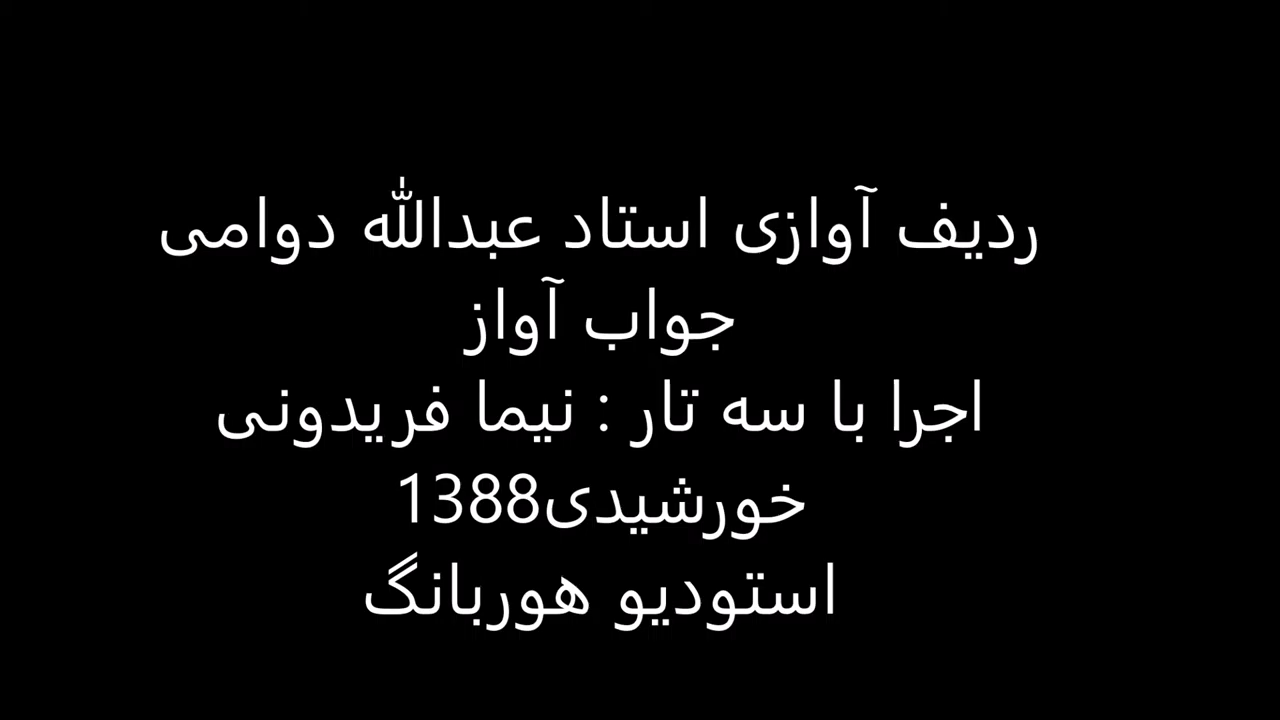 ردیف آوازی استاد عبدالله دوامی
جواب آواز
اجرا با سه تار : نیما فریدونی
خورشیدی1388
استودیو هوربانگ